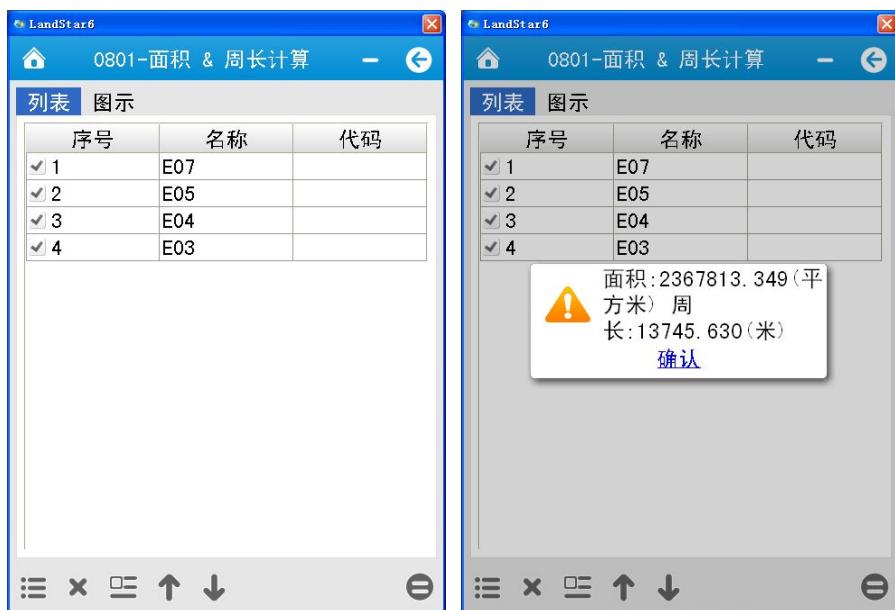 LandStar6
0801-面积 & 周长计算
列表 图示
序号 名称 代码
1 E07
2 E05
3 E04
4 E03
LandStar6
0801-面积 & 周长计算
列表 图示
序号 名称 代码
1 E07
2 E05
3 E04
4 E03
面积:2367813.349(平
方米) 周
长:13745.630(米)
确认